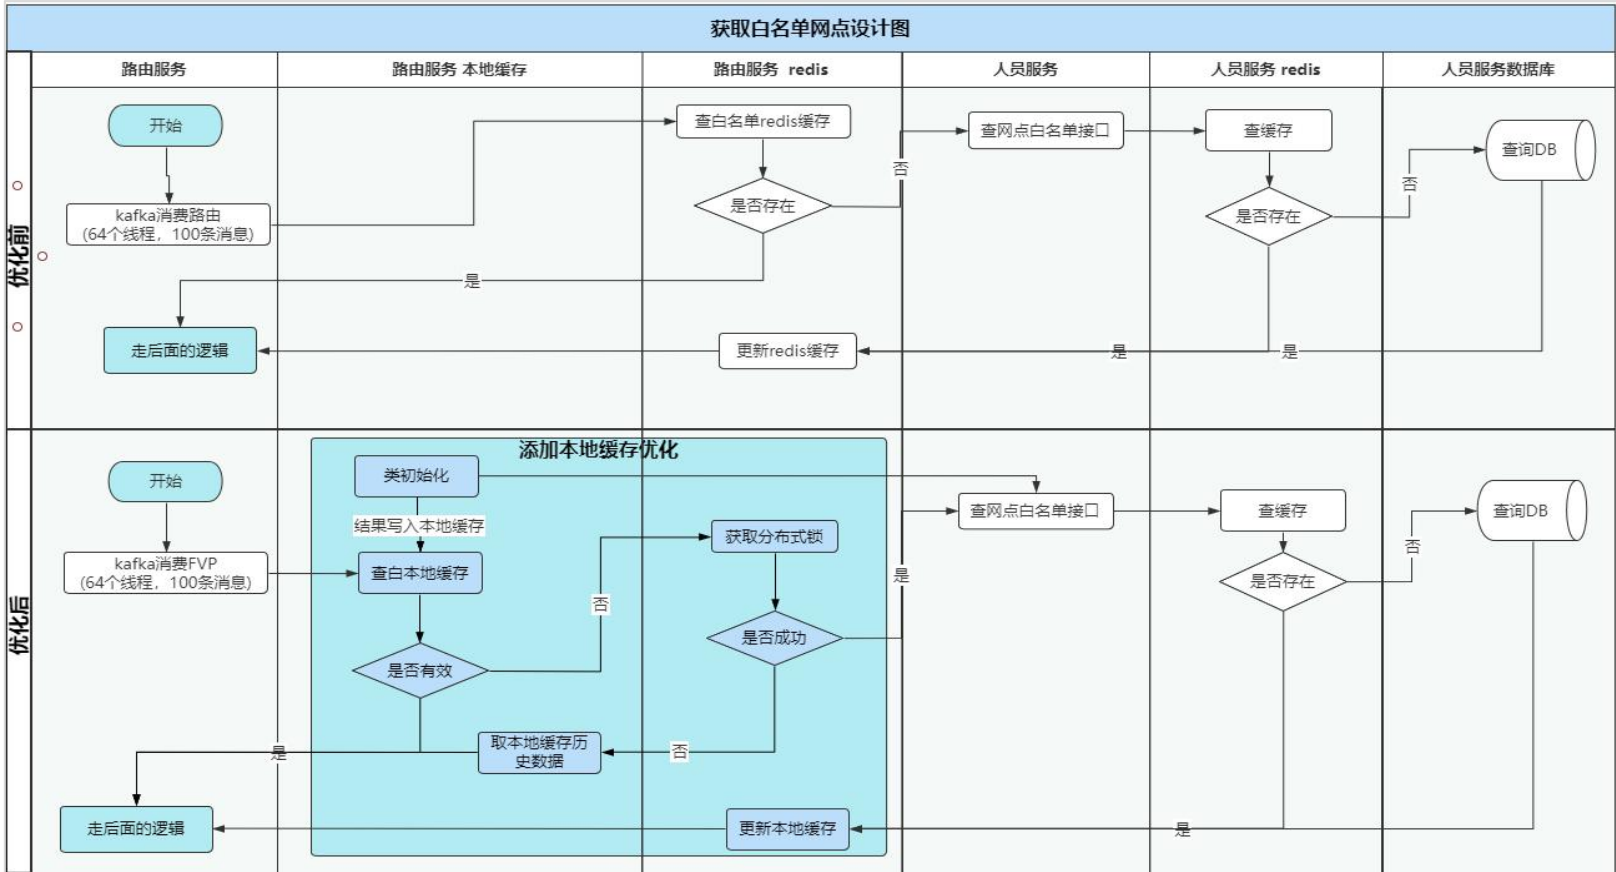 获取白名单网点设计图
路由服务
路由服务 本地缓存
路由服务 redis
人员服务
人员服务 redis
人员服务数据库
优化前
开始
kafka消费路由
(64个线程，100条消息)
查白名单redis缓存
是否存在
否
是
查网点白名单接口
查缓存
是否存在
否
查询DB
走后面的逻辑
更新redis缓存
是
是
优化后
添加本地缓存优化
开始
kafka消费FVP
(64个线程，100条消息)
类初始化
结果写入本地缓存
查白本地缓存
是否有效
否
是
获取分布式锁
是否成功
是
否
取本地缓存历
史数据
查网点白名单接口
查缓存
是否存在
否
查询DB
走后面的逻辑
更新本地缓存
是